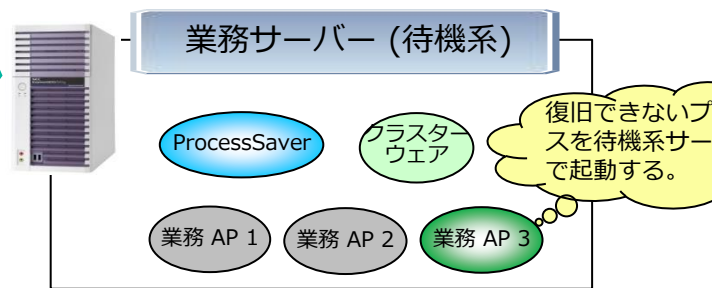 業務サーバー (待機系)
ProcessSaver
クラスター
ウェア
復旧できないプ
スを待機系サー
で起動する。
業務 AP 1
業務 AP 2
業務 AP 3